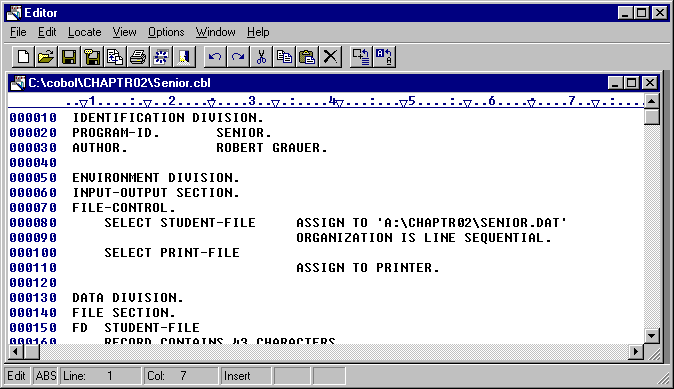 Editor
File Edit Locate View Options Window Help
C:\cobol\CHAPTR02\Senior.cbl
...▽1....:.▽..2....▽....3..▽.:....4▽...:....▽5....:.▽..6....▽....7..▽.:....
000010 IDENTIFICATION DIVISION.
000020 PROGRAM-ID. SENIOR.
000030 AUTHOR. ROBERT GRAUER.
000040
000050 ENVIRONMENT DIVISION.
000060 INPUT-OUTPUT SECTION.
000070 FILE-CONTROL.
000080 SELECT STUDENT-FILE ASSIGN TO 'A:\CHAPTR02\SENIOR.DAT'
000090 ORGANIZATION IS LINE SEQUENTIAL.
000100 SELECT PRINT-FILE
000110 ASSIGN TO PRINTER.
000120
000130 DATA DIVISION.
000140 FILE SECTION.
000150 FD STUDENT-FILE
000160 RECORD CONTAINS 43 CHARACTERS
Edit ABS Line: 1 Col: 7 Insert